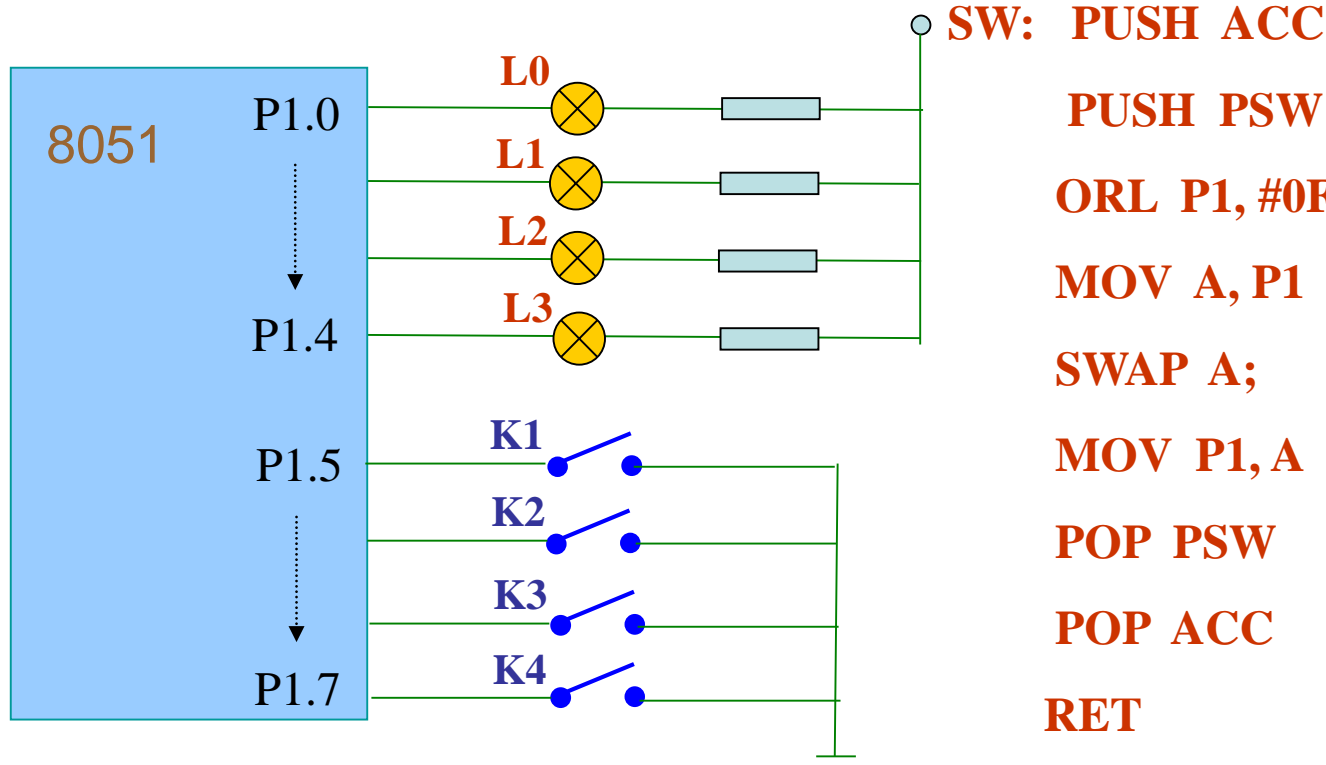 8051
P1.0
P1.4
P1.5
P1.7
L0
L1
L2
L3
K1
K2
K3
K4
SW: PUSH ACC
PUSH PSW
ORL P1, #0F
MOV A, P1
SWAP A;
MOV P1, A
POP PSW
POP ACC
RET